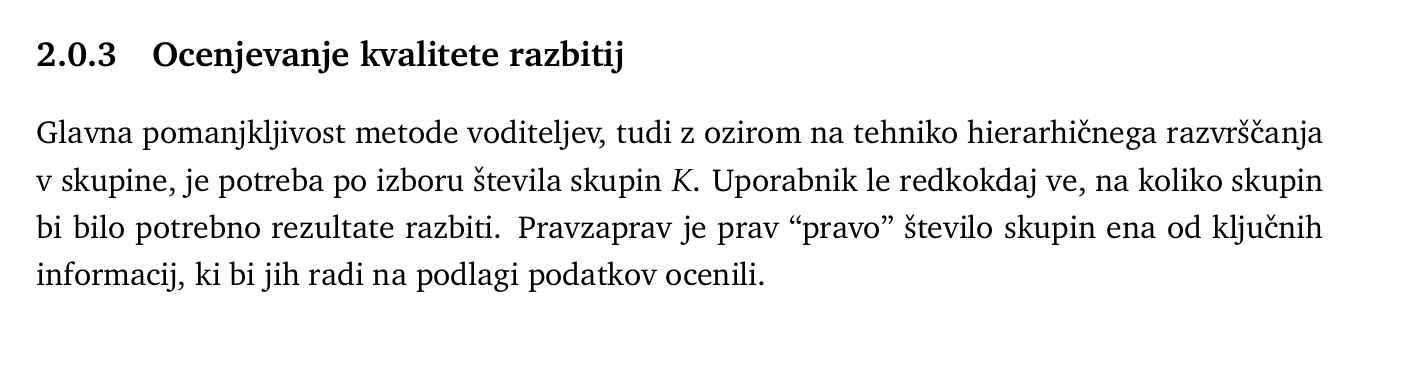 2.0.3 Ocenjevanje kvalitete razbitij
Glavna pomanjkljivost metode voditeljev, tudi z ozirom na tehniko hierarhičnega razvrščanja
v skupine, je potreba po izboru števila skupin K. Uporabnik le redkokdaj ve, na koliko skupin
bi bilo potrebno rezultate razbiti. Pravzaprav je prav “pravo” število skupin ena od ključnih
informacij, ki bi jih radi na podlagi podatkov ocenili.